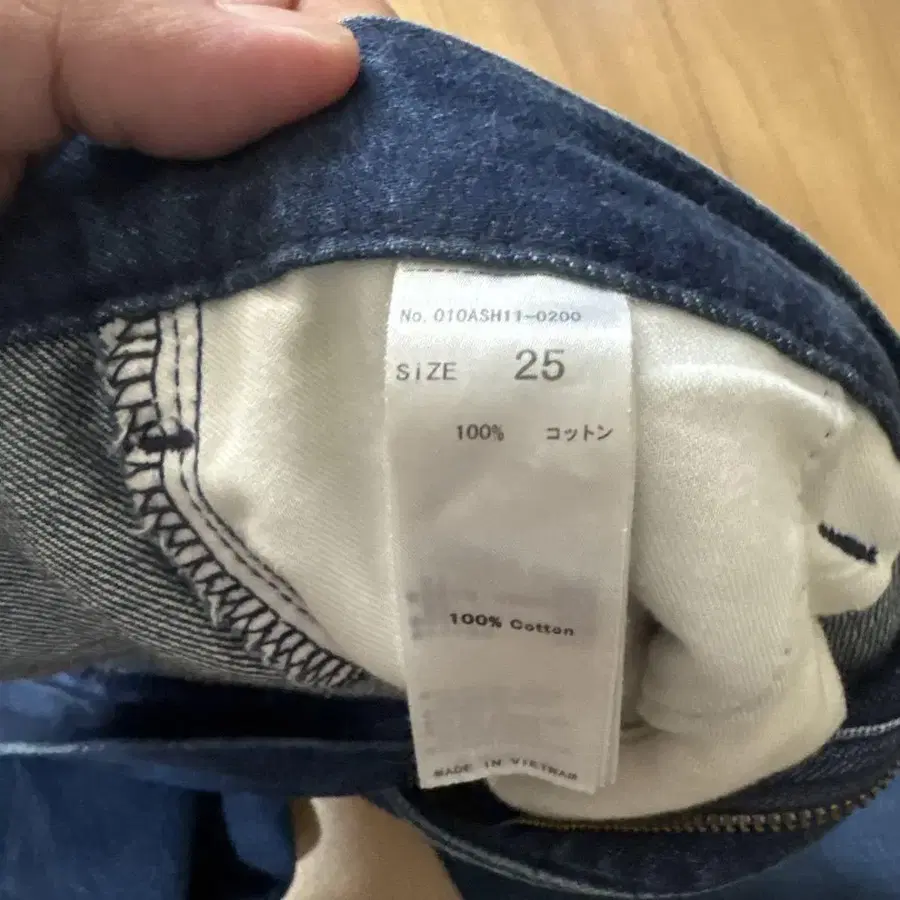 No. 010ASH11-0200
SiZE 25
100% コットン
100% Cotton
MADE IN VIETNAM